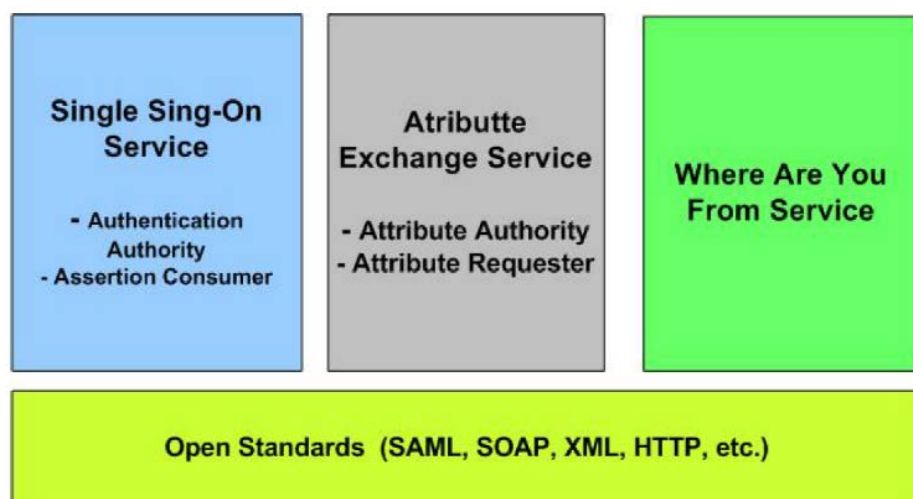 Single Sing-On
Service
- Authentication
Authority
- Assertion Consumer
Atributte
Exchange Service
- Attribute Authority
- Attribute Requester
Where Are You
From Service
Open Standards (SAML, SOAP, XML, HTTP, etc.)